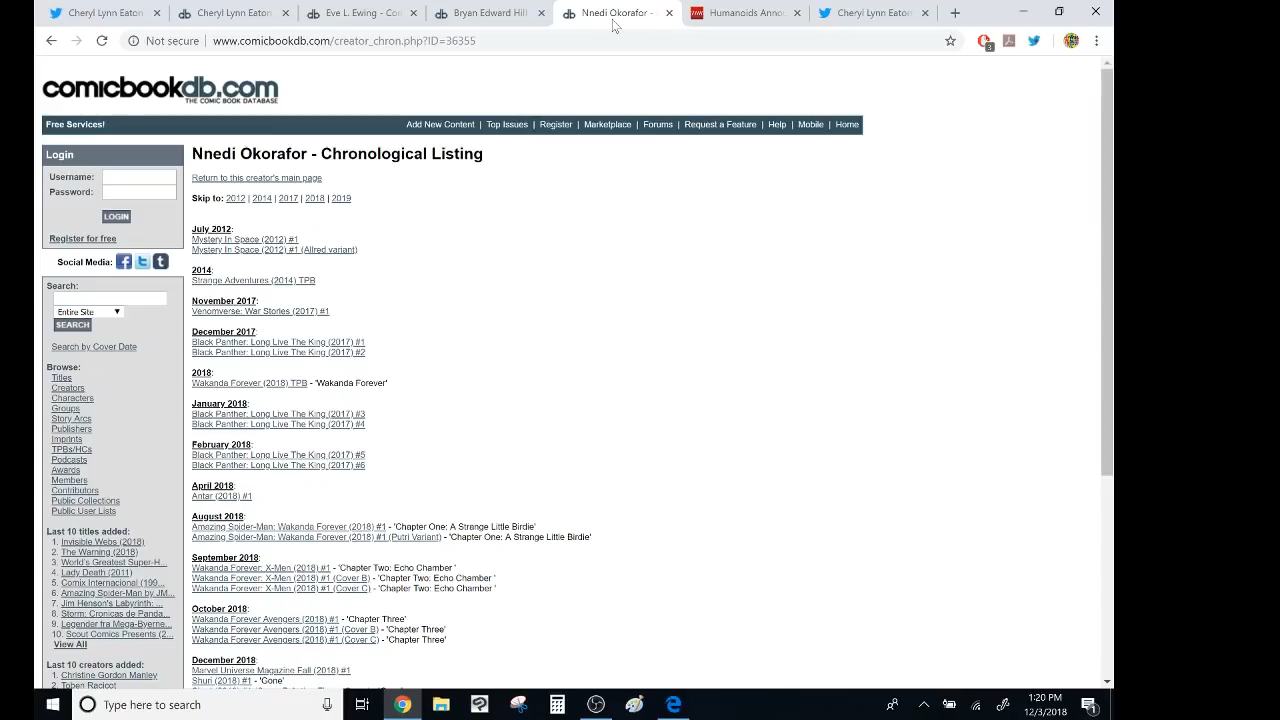 Cheryl Lynn Eaton
Cheryl Lynn Eaton
Eve L. Ewing - Co
Bryan Edward Hill
Nnedi Okorafor -
Humanoids Annou
Cheryl Lynn Eaton
Not secure
www.comicbookdb.com/creator_chron.php?ID=36355
3
comicbookdb.com
THE COMIC BOOK DATABASE
Free Services!
Add New Content | Top Issues | Register | Marketplace | Forums | Request a Feature | Help | Mobile | Home
Login
Username:
Password:
LOGIN
Register for free
Social Media:
Search:
Entire Site
SEARCH
Search by Cover Date
Browse:
Titles
Creators
Characters
Groups
Story Arcs
Publishers
Imprints
TPBs/HCs
Podcasts
Awards
Members
Contributors
Public Collections
Public User Lists
Last 10 titles added:
1. Invisible Webs (2018)
2. The Warning (2018)
3. World's Greatest Super-H...
4. Lady Death (2011)
5. Comix Internacional (199...
6. Amazing Spider-Man by JM...
7. Jim Henson's Labyrinth: ...
8. Storm: Cronicas de Panda...
9. Legender fra Mega-Byerne...
10. Scout Comics Presents (2...
View All
Last 10 creators added:
1. Christine Gordon Manley
2. Toben Racicot
Nnedi Okorafor - Chronological Listing
Return to this creator's main page
Skip to: 2012 | 2014 | 2017 | 2018 | 2019
July 2012:
Mystery In Space (2012) #1
Mystery In Space (2012) #1 (Allred variant)
2014:
Strange Adventures (2014) TPB
November 2017:
Venomverse: War Stories (2017) #1
December 2017:
Black Panther: Long Live The King (2017) #1
Black Panther: Long Live The King (2017) #2
2018:
Wakanda Forever (2018) TPB - 'Wakanda Forever'
January 2018:
Black Panther: Long Live The King (2017) #3
Black Panther: Long Live The King (2017) #4
February 2018:
Black Panther: Long Live The King (2017) #5
Black Panther: Long Live The King (2017) #6
April 2018:
Antar (2018) #1
August 2018:
Amazing Spider-Man: Wakanda Forever (2018) #1 - 'Chapter One: A Strange Little Birdie'
Amazing Spider-Man: Wakanda Forever (2018) #1 (Putri Variant) - 'Chapter One: A Strange Little Birdie'
September 2018:
Wakanda Forever: X-Men (2018) #1 - 'Chapter Two: Echo Chamber '
Wakanda Forever: X-Men (2018) #1 (Cover B) - 'Chapter Two: Echo Chamber '
Wakanda Forever: X-Men (2018) #1 (Cover C) - 'Chapter Two: Echo Chamber '
October 2018:
Wakanda Forever Avengers (2018) #1 - 'Chapter Three'
Wakanda Forever Avengers (2018) #1 (Cover B) - 'Chapter Three'
Wakanda Forever Avengers (2018) #1 (Cover C) - 'Chapter Three'
December 2018:
Marvel Universe Magazine Fall (2018) #1
Shuri (2018) #1 - 'Gone'
Type here to search
1:20 PM
12/3/2018
1